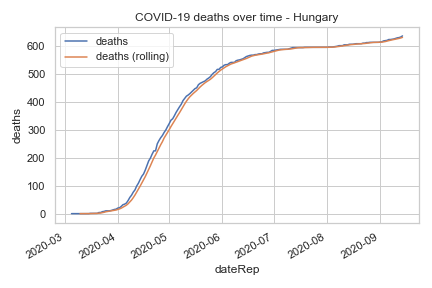 COVID-19 deaths over time - Hungary
deaths
deaths (rolling)
600
500
400
300
200
100
0
deaths
2020-03
2020-04
2020-05
2020-06
2020-07
2020-08
2020-09
dateRep